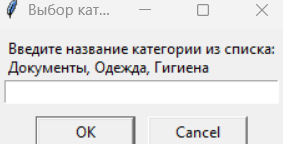 Выбор кат...
Введите название категории из списка:
Документы, Одежда, Гигиена
OK
Cancel